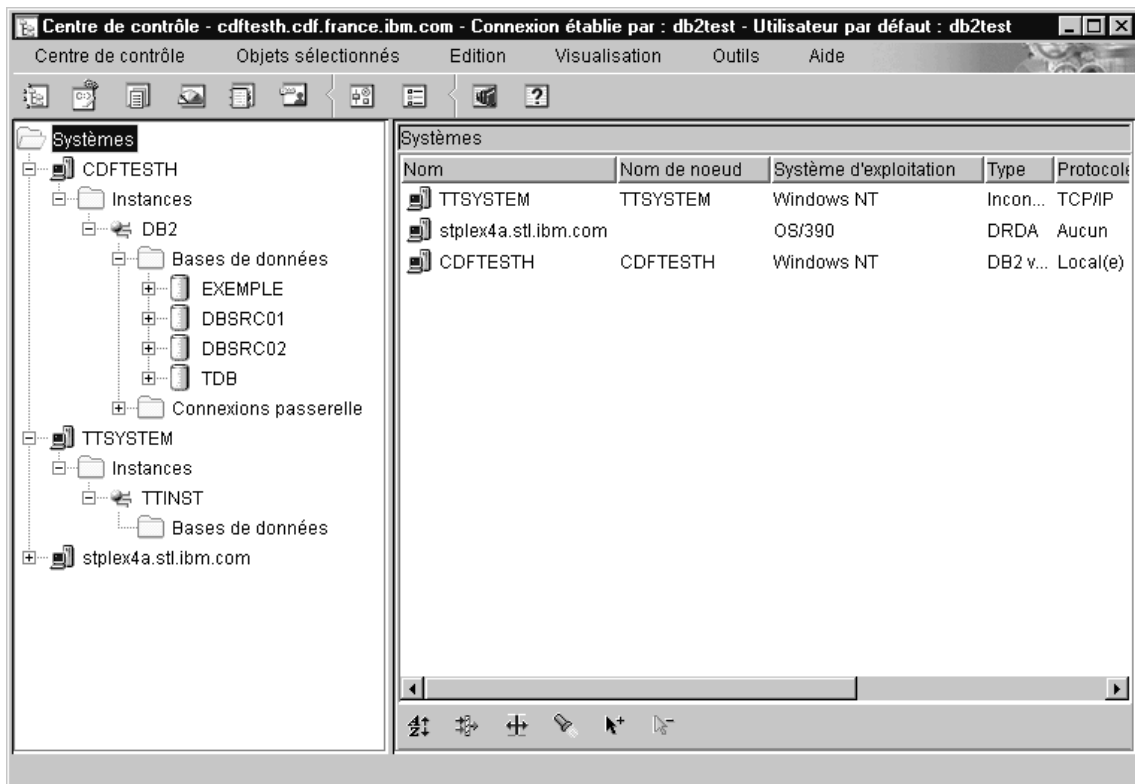 Centre de contrôle - cdftesth.cdf.france.ibm.com - Connexion établie par : db2test - Utilisateur par défaut : db2test
Centre de contrôle Objets sélectionnés Edition Visualisation Outils Aide
Systèmes
CDFTESTH
Instances
DB2
Bases de données
EXEMPLE
DBSRC01
DBSRC02
TDB
Connexions passerelle
TTSYSTEM
Instances
TTINST
Bases de données
stplex4a.stl.ibm.com
Systèmes
Nom Nom de noeud Système d'exploitation Type Protocole
TTSYSTEM TTSYSTEM Windows NT Incon... TCP/IP
stplex4a.stl.ibm.com OS/390 DRDA Aucun
CDFTESTH CDFTESTH Windows NT DB2 v... Local(e)